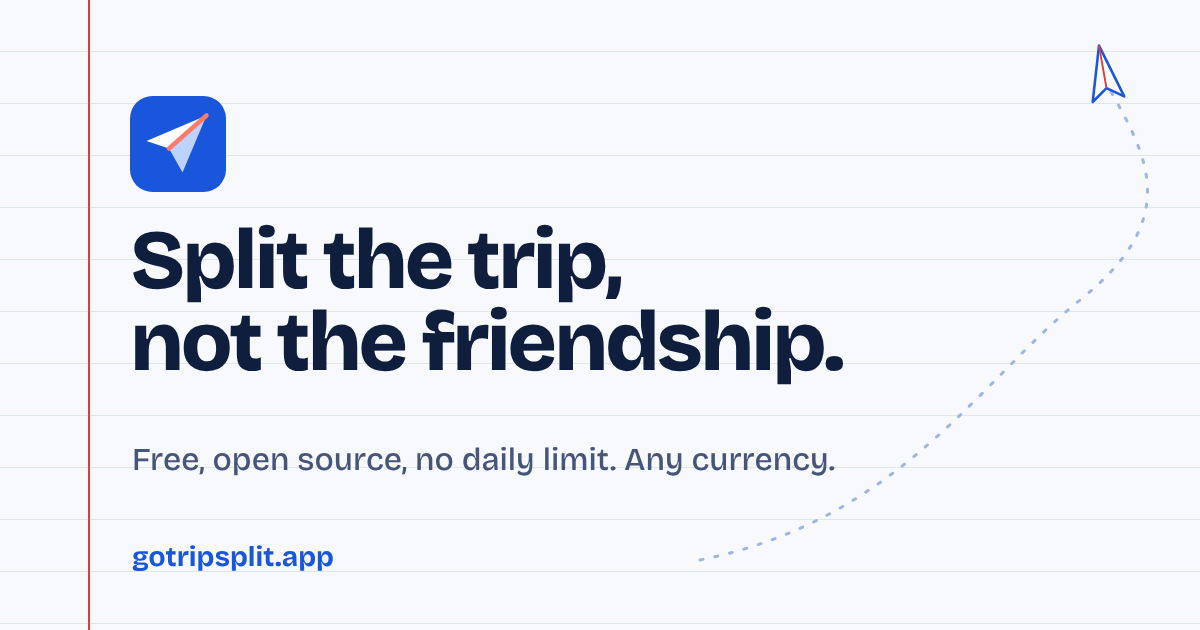 Split the trip,
not the friendship.
Free, open source, no daily limit. Any currency.
gotripsplit.app